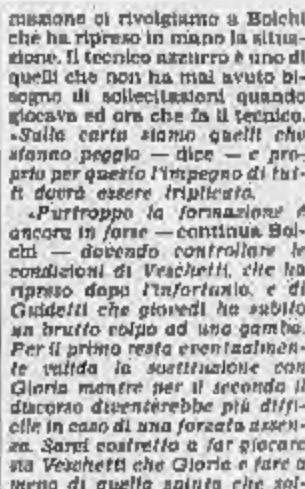 mazione ci rivolgiamo a Bolchi
che ha ripreso in mano la situa-
zione. Il tecnico azzurro è uno di
quelli che non ha mai avuto bi-
sogno di sollecitazioni quando
giocava ed ora che fa il tecnico.
«Sulla carta siamo quelli che
stanno peggio — dice — e pro-
prio per questo l'impegno di tut-
ti dovrà essere triplicato.
«Purtroppo la formazione è
ancora in forse — continua Bol-
chi — dovendo controllare le
condizioni di Veschetti, che ha
ripreso dopo l'infortunio, e di
Guidetti che giovedì ha subito
un brutto colpo ad una gamba.
Per il primo resta eventualmen-
te valida la sostituzione con
Gloria mentre per il secondo il
discorso diventerebbe più diffi-
cile in caso di una forzata assen-
za. Sarei costretto a far giocare
sia Veschetti che Gloria e fare a
meno di quella spinta che sol-